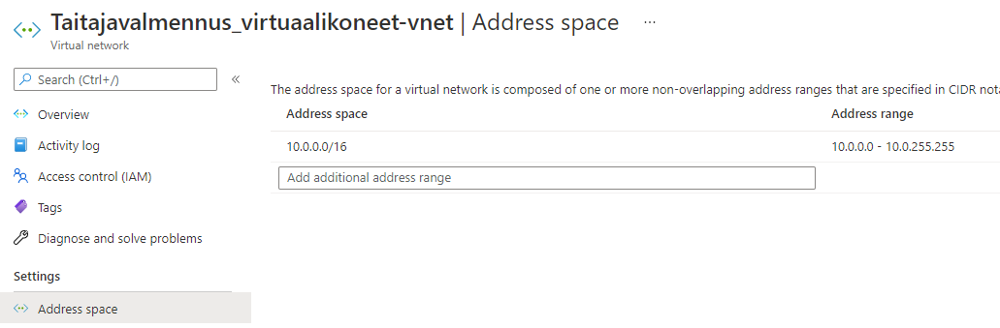 Taitajavalmennus_virtuaalikoneet-vnet | Address space ...
Virtual network
Search (Ctrl+/)
«
The address space for a virtual network is composed of one or more non-overlapping address ranges that are specified in CIDR nota
Address space Address range
10.0.0.0/16 10.0.0.0 - 10.0.255.255
Add additional address range
Overview
Activity log
Access control (IAM)
Tags
Diagnose and solve problems
Settings
Address space